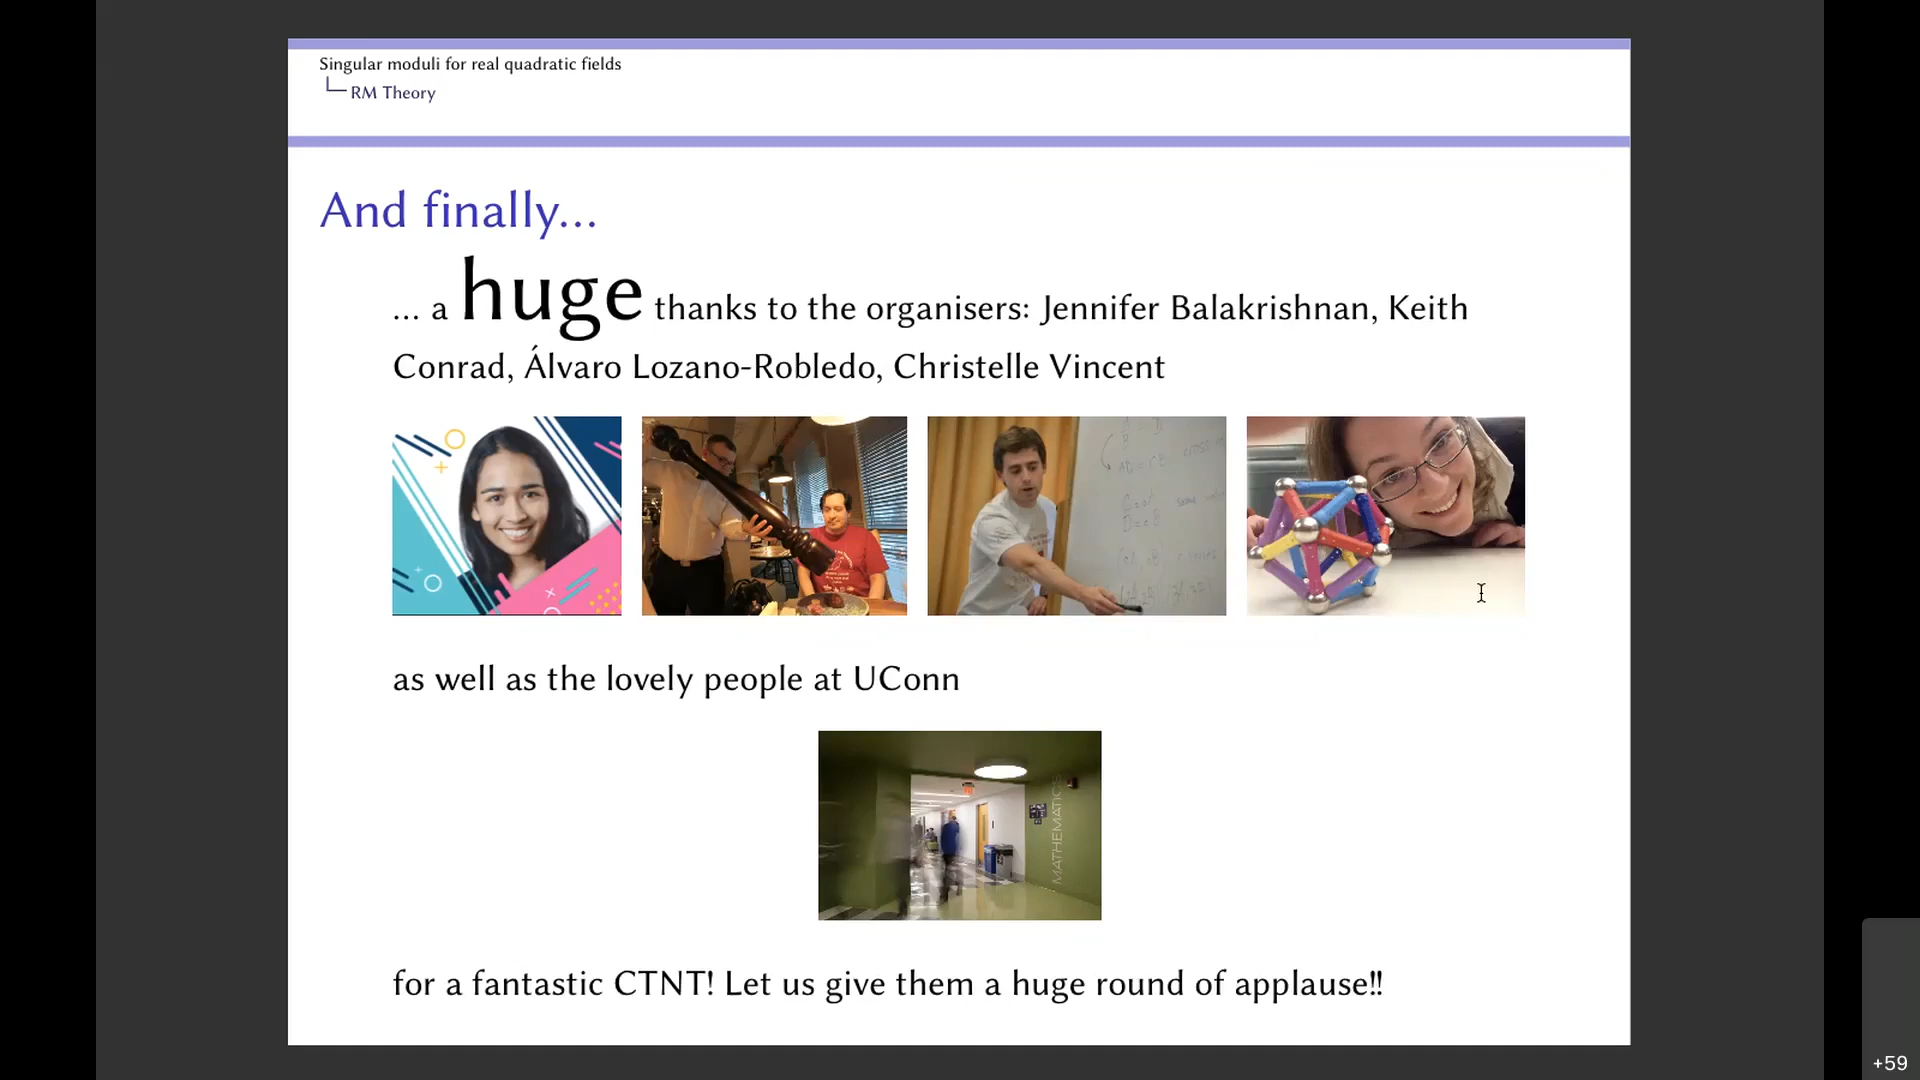 Singular moduli for real quadratic fields
RM Theory
And finally...
... a huge thanks to the organisers: Jennifer Balakrishnan, Keith
Conrad, Álvaro Lozano-Robledo, Christelle Vincent
as well as the lovely people at UConn
MATHEMATICS
for a fantastic CTNT! Let us give them a huge round of applause!!
+59